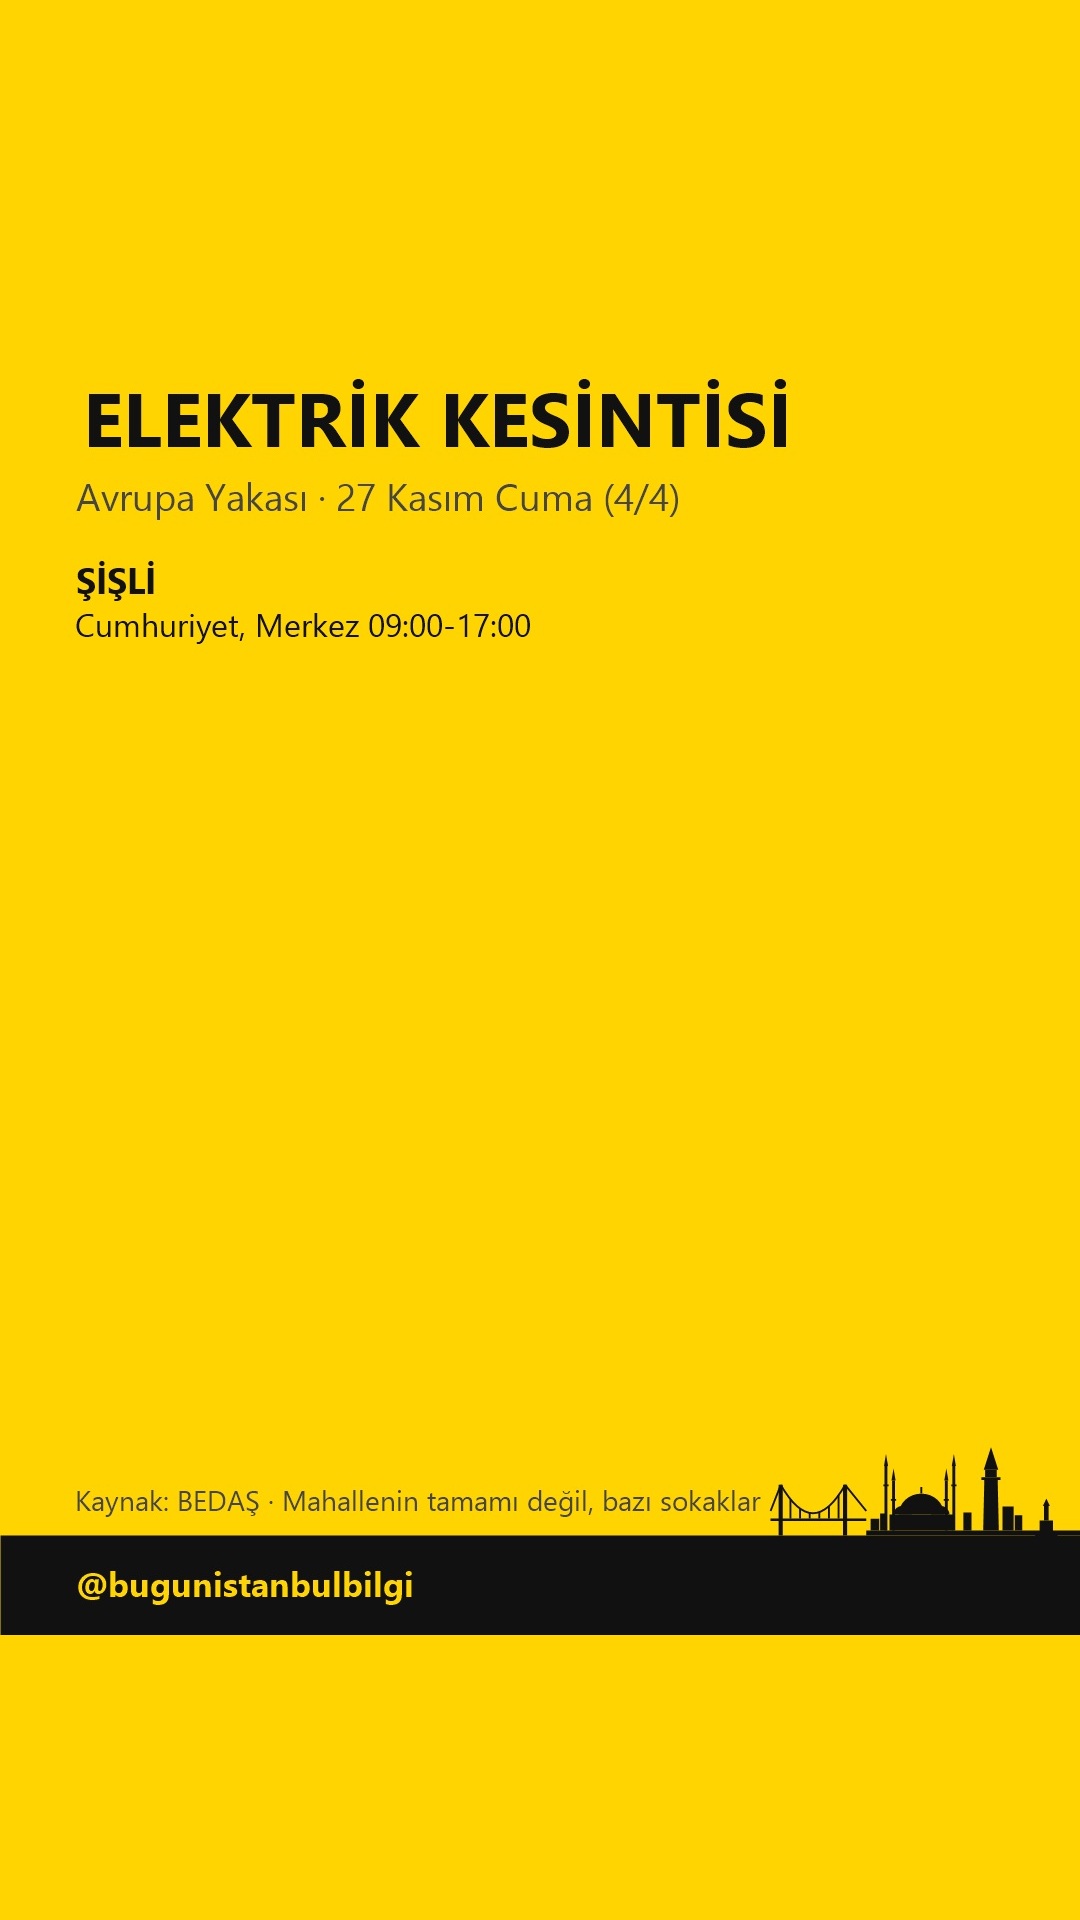 ELEKTRİK KESİNTİSİ
Avrupa Yakası · 27 Kasım Cuma (4/4)
ŞİŞLİ
Cumhuriyet, Merkez 09:00-17:00
Kaynak: BEDAŞ · Mahallenin tamamı değil, bazı sokaklar
@bugunistanbulbilgi